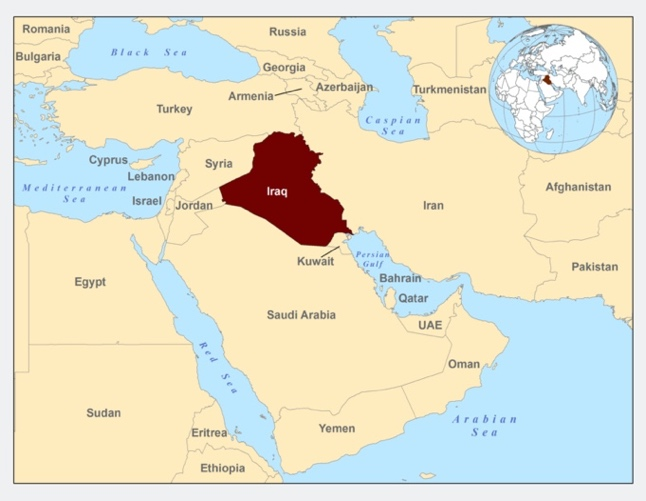 Romania
Russia
Black Sea
Bulgaria
Georgia
Armenia
Azerbaijan
Turkmenistan
Turkey
Caspian
Sea
Cyprus
Syria
Lebanon
Mediterranean
Sea
Iraq
Afghanistan
Israel
Jordan
Iran
Kuwait
Persian
Gulf
Pakistan
Egypt
Bahrain
Qatar
Saudi Arabia
UAE
Red Sea
Oman
Sudan
Arabian
Sea
Eritrea
Yemen
Ethiopia